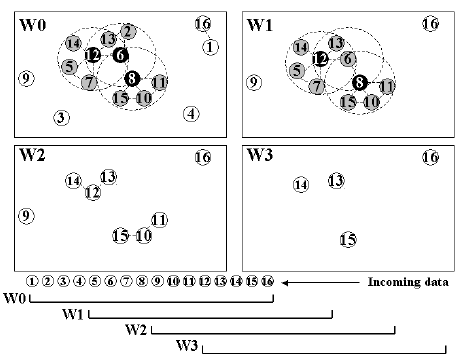 W0 2 16
14 13 1
12 6
5 8
9 7 11
15 10
3 4
W1 16
14 13
12 6
5 8
9 7 11
15 10
W2 16
14 13
12
9 11
15 10
W3 16
14 13
15
1 2 3 4 5 6 7 8 9 10 11 12 13 14 15 16 Incoming data
W0
W1
W2
W3